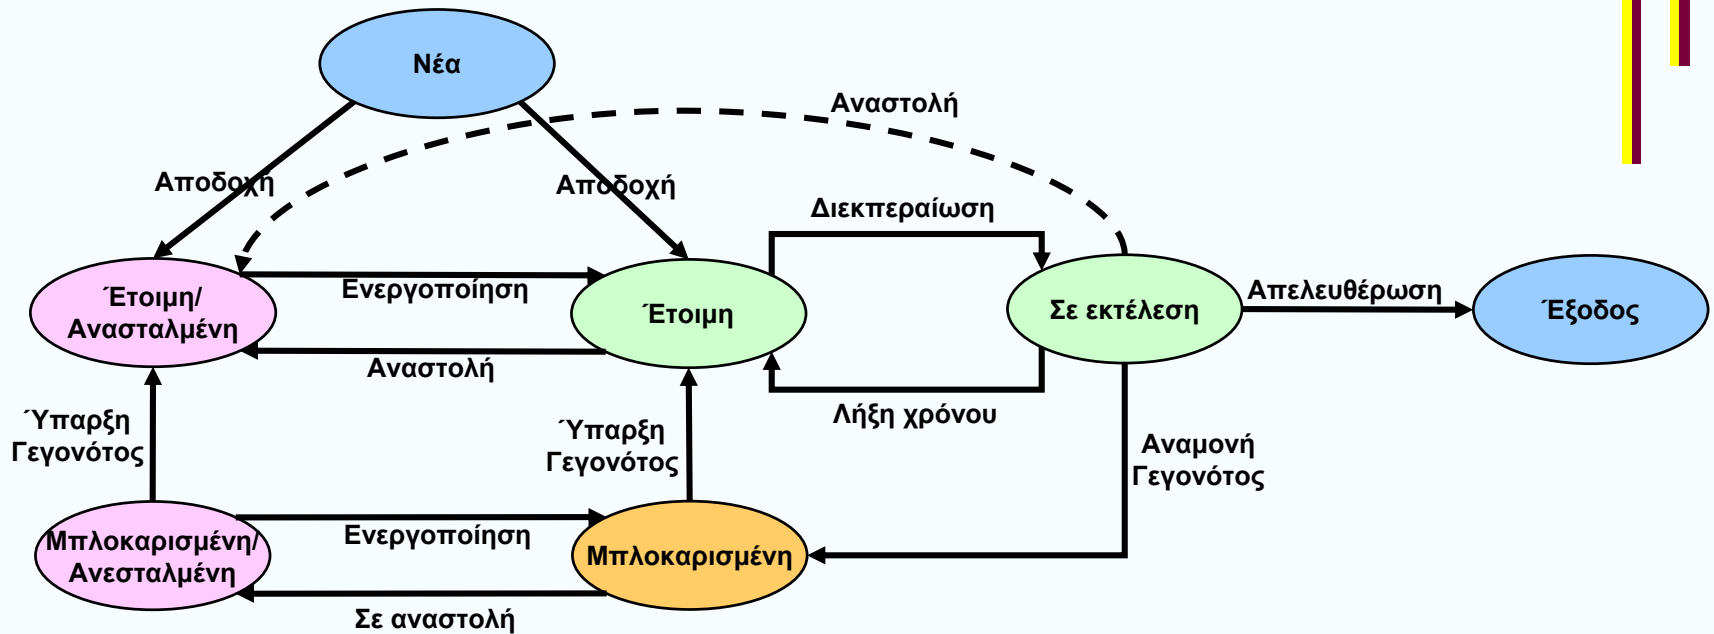 Νέα
Αναστολή
Αποδοχή
Αποδοχή
Διεκπεραίωση
Ενεργοποίηση
Απελευθέρωση
Έτοιμη/
Ανασταλμένη
Έτοιμη
Σε εκτέλεση
Έξοδος
Αναστολή
Λήξη χρόνου
Ύπαρξη
Γεγονότος
Ύπαρξη
Γεγονότος
Αναμονή
Γεγονότος
Ενεργοποίηση
Μπλοκαρισμένη/
Ανεσταλμένη
Μπλοκαρισμένη
Σε αναστολή